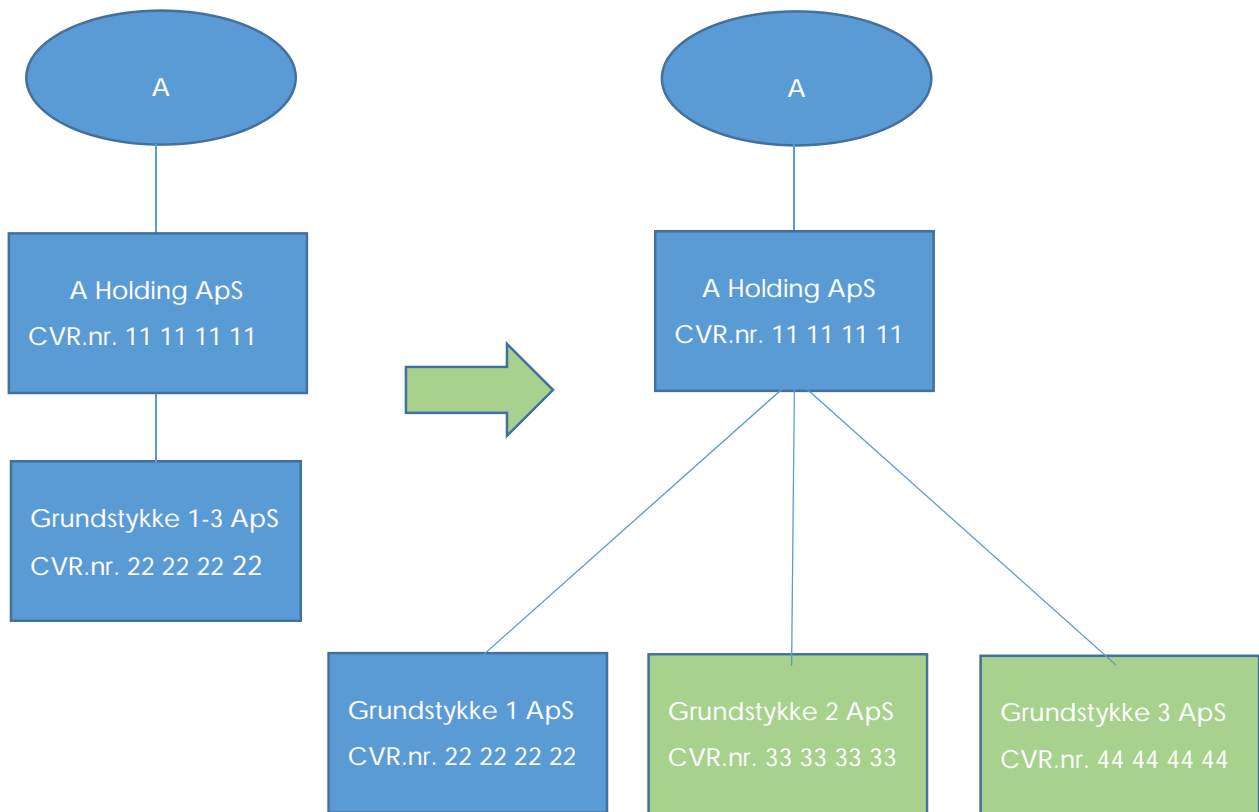 A
A Holding ApS
CVR.nr. 11 11 11 11
Grundstykke 1-3 ApS
CVR.nr. 22 22 22 22
A
A Holding ApS
CVR.nr. 11 11 11 11
Grundstykke 1 ApS
CVR.nr. 22 22 22 22
Grundstykke 2 ApS
CVR.nr. 33 33 33 33
Grundstykke 3 ApS
CVR.nr. 44 44 44 44